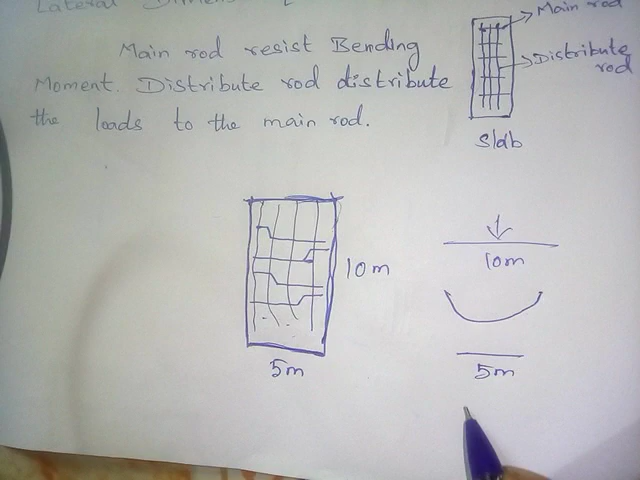 Lateral
Main rod resist Bending
Moment. Distribute rod distribute
the loads to the main rod.
Main rod
Distribute
rod
Slab
10m
5m
10m
5m